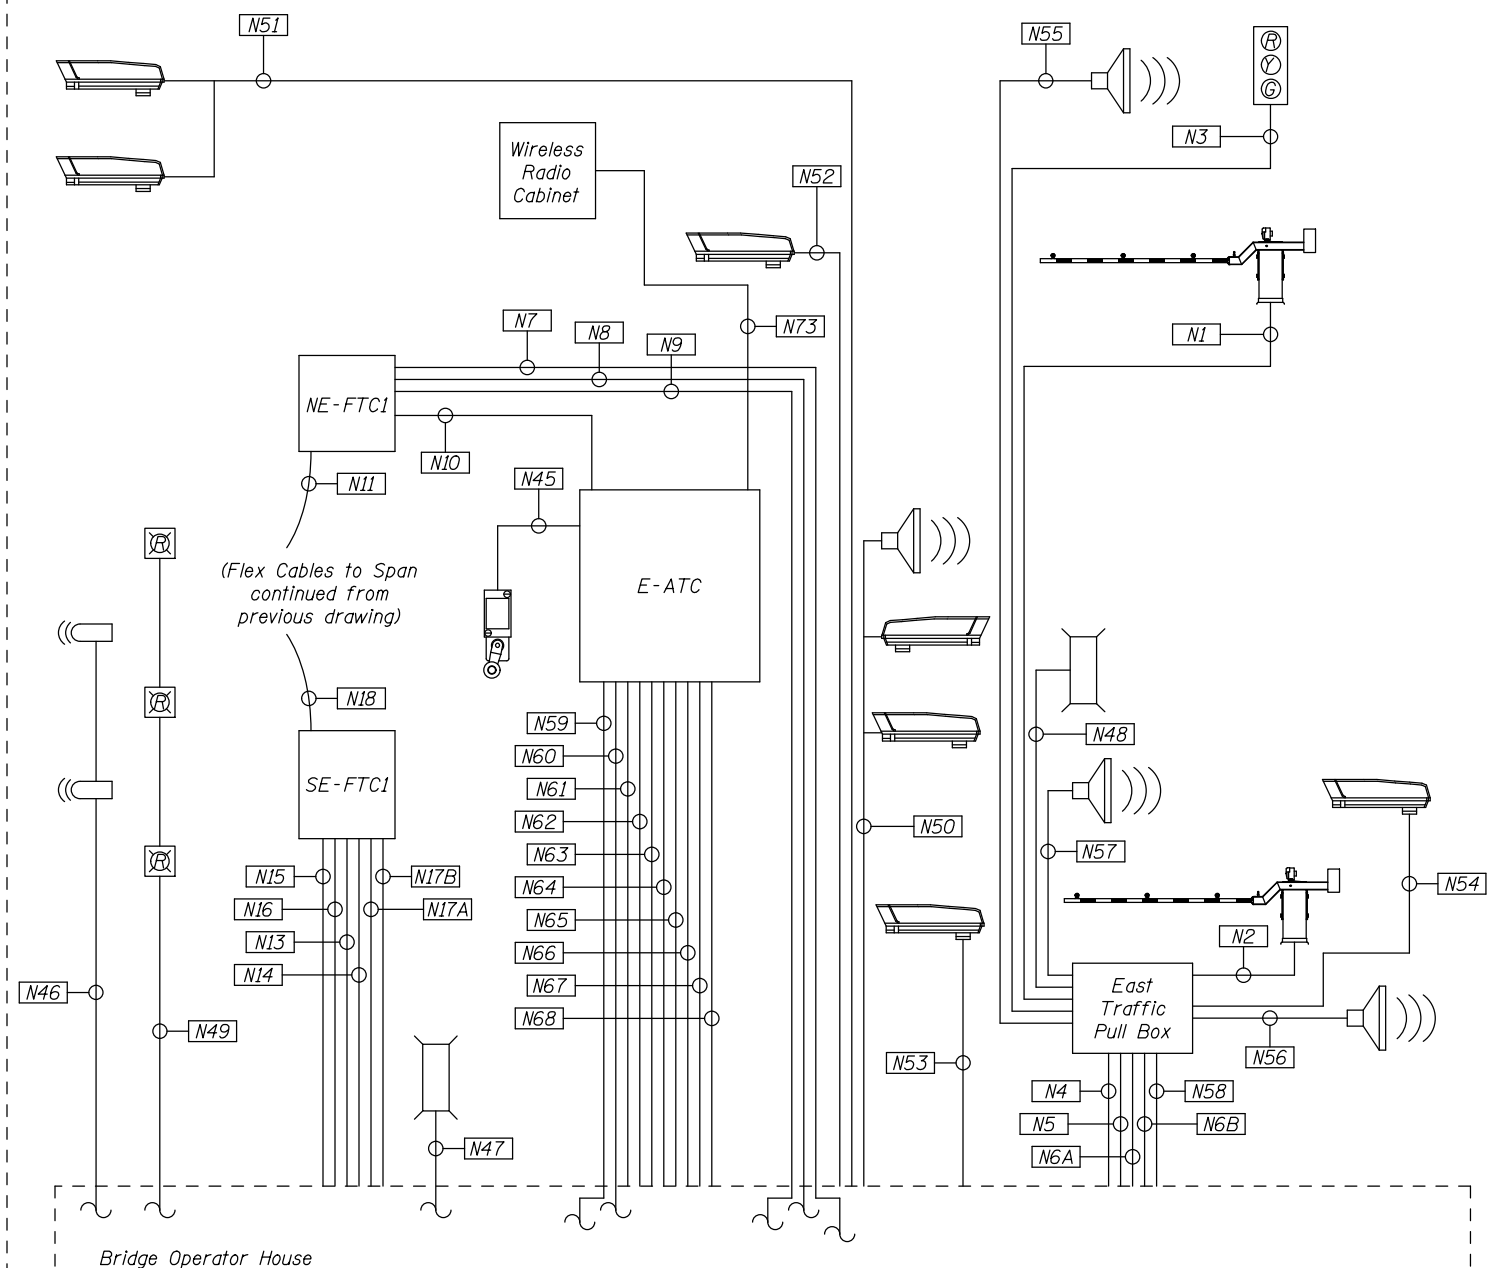 N51
N55
R
Y
G
N3
Wireless
Radio
Cabinet
N52
N1
N73
N7
N8
N9
NE-FTC1
N10
N11
N45
R
(Flex Cables to Span
continued from
previous drawing)
E-ATC
N18
R
N59
N48
N60
SE-FTC1
N61
N62
N50
N57
N63
R
N15
N17B
N64
N54
N16
N17A
N65
N13
N2
N66
N14
N67
N46
East
Traffic
Pull Box
N68
N49
N56
N53
N4
N58
N5
N6B
N47
N6A
Bridge Operator House